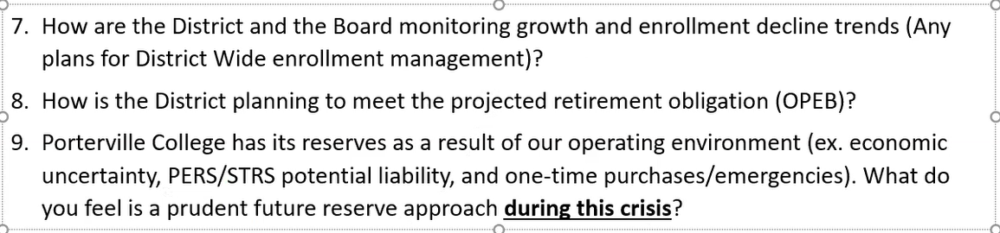 7. How are the District and the Board monitoring growth and enrollment decline trends (Any
plans for District Wide enrollment management)?
8. How is the District planning to meet the projected retirement obligation (OPEB)?
9. Porterville College has its reserves as a result of our operating environment (ex. economic
uncertainty, PERS/STRS potential liability, and one-time purchases/emergencies). What do
you feel is a prudent future reserve approach during this crisis?